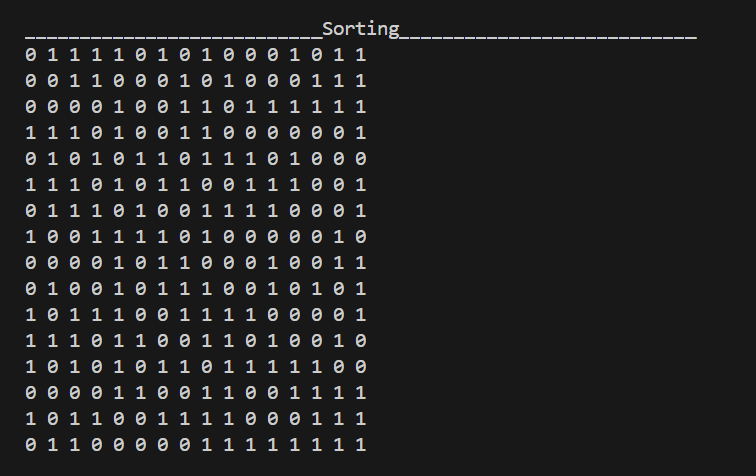 ___________________________Sorting___________________________
0 1 1 1 1 0 1 0 1 0 0 0 1 0 1 1
0 0 1 1 0 0 0 1 0 1 0 0 0 1 1 1
0 0 0 0 1 0 0 1 1 0 1 1 1 1 1 1
1 1 1 0 1 0 0 1 1 0 0 0 0 0 0 1
0 1 0 1 0 1 1 0 1 1 1 0 1 0 0 0
1 1 1 0 1 0 1 1 0 0 1 1 1 0 0 1
0 1 1 1 0 1 0 0 1 1 1 1 0 0 0 1
1 0 0 1 1 1 1 0 1 0 0 0 0 0 1 0
0 0 0 0 1 0 1 1 0 0 0 1 0 0 1 1
0 1 0 0 1 0 1 1 1 0 0 1 0 1 0 1
1 0 1 1 1 0 0 1 1 1 1 0 0 0 0 1
1 1 1 0 1 1 0 0 1 1 0 1 0 0 1 0
1 0 1 0 1 0 1 1 0 1 1 1 1 1 0 0
0 0 0 0 1 1 0 0 1 1 0 0 1 1 1 1
1 0 1 1 0 0 1 1 1 1 0 0 0 1 1 1
0 1 1 0 0 0 0 0 1 1 1 1 1 1 1 1